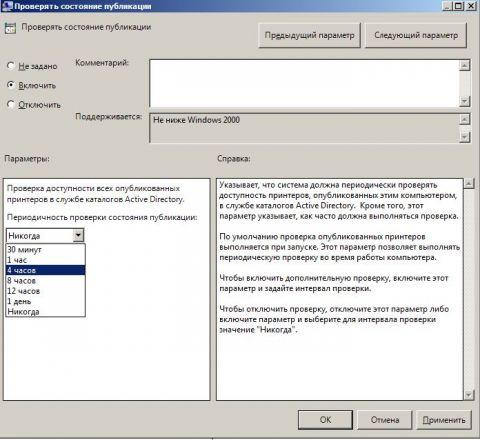 Проверять состояние публикации
Проверять состояние публикации
Предыдущий параметр
Следующий параметр
Не задано
Комментарий:
Включить
Отключить
Поддерживается:
Не ниже Windows 2000
Параметры:
Справка:
Проверка доступности всех опубликованных
принтеров в службе каталогов Active Directory.
Периодичность проверки состояния публикации:
Никогда
30 минут
1 час
4 часов
8 часов
12 часов
1 день
Никогда
Указывает, что система должна периодически проверять
доступность принтеров, опубликованных этим компьютером,
в службе каталогов Active Directory. Кроме того, этот
параметр указывает, как часто должна выполняться проверка.
По умолчанию проверка опубликованных принтеров
выполняется при запуске. Этот параметр позволяет выполнять
периодическую проверку во время работы компьютера.
Чтобы включить дополнительную проверку, включите этот
параметр и задайте интервал проверки.
Чтобы отключить проверку, отключите этот параметр либо
включите параметр и выберите для интервала проверки
значение "Никогда".
ОК
Отмена
Применить